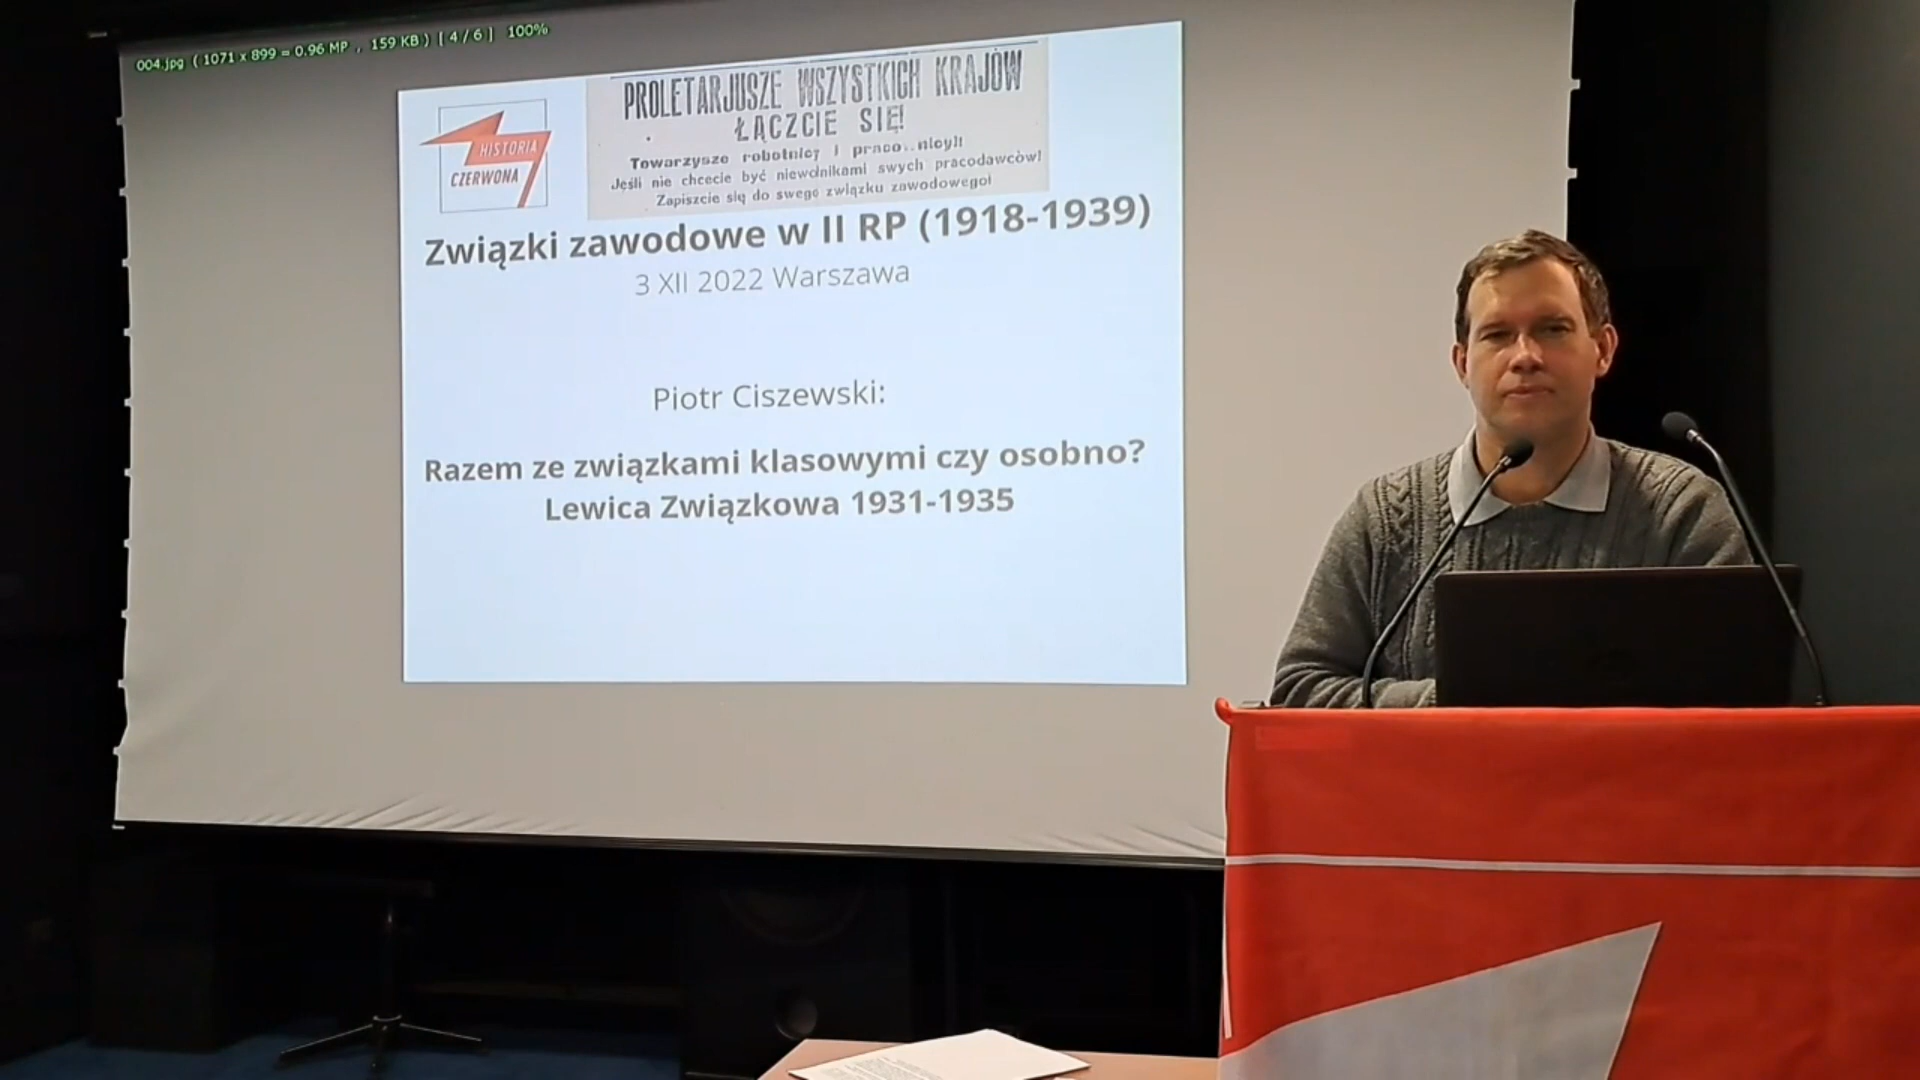 004.jpg ( 1071 x 899 = 0.96 MP , 159 KB ) [ 4 / 6 ] 100%
PROLETARJUSZE WSZYSTKICH KRAJÓW
ŁĄCZCIE SIĘ!
Towarzysze robotnicy i praco..nicy!!
Jeśli nie chcecie być niewolnikami swych pracodawców!
Zapiszcie się do swego związku zawodowego!
HISTORIA
CZERWONA
Związki zawodowe w II RP (1918-1939)
3 XII 2022 Warszawa
Piotr Ciszewski:
Razem ze związkami klasowymi czy osobno?
Lewica Związkowa 1931-1935